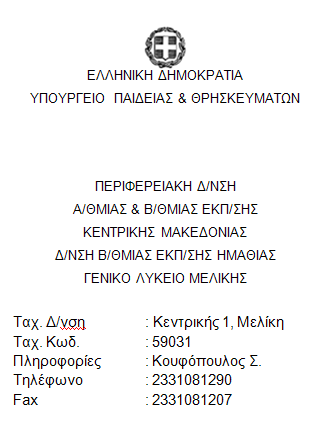 ΕΛΛΗΝΙΚΗ ΔΗΜΟΚΡΑΤΙΑ
ΥΠΟΥΡΓΕΙΟ ΠΑΙΔΕΙΑΣ & ΘΡΗΣΚΕΥΜΑΤΩΝ
ΠΕΡΙΦΕΡΕΙΑΚΗ Δ/ΝΣΗ
Α/ΘΜΙΑΣ & Β/ΘΜΙΑΣ ΕΚΠ/ΣΗΣ
ΚΕΝΤΡΙΚΗΣ ΜΑΚΕΔΟΝΙΑΣ
Δ/ΝΣΗ Β/ΘΜΙΑΣ ΕΚΠ/ΣΗΣ ΗΜΑΘΙΑΣ
ΓΕΝΙΚΟ ΛΥΚΕΙΟ ΜΕΛΙΚΗΣ
Ταχ. Δ/νση : Κεντρικής 1, Μελίκη
Ταχ. Κωδ. : 59031
Πληροφορίες : Κουφόπουλος Σ.
Τηλέφωνο : 2331081290
Fax : 2331081207